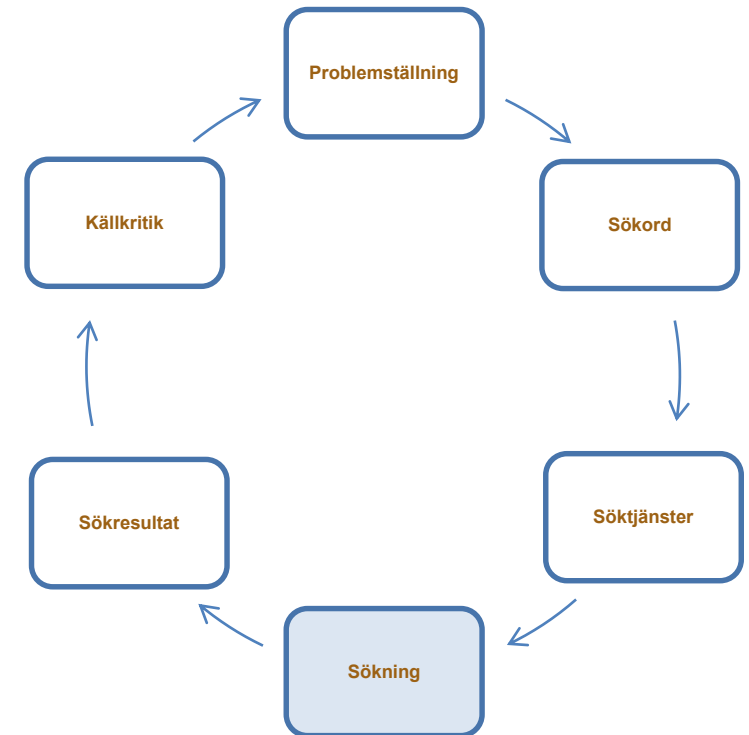 Problemställning
Sökord
Söktjänster
Sökning
Sökresultat
Källkritik